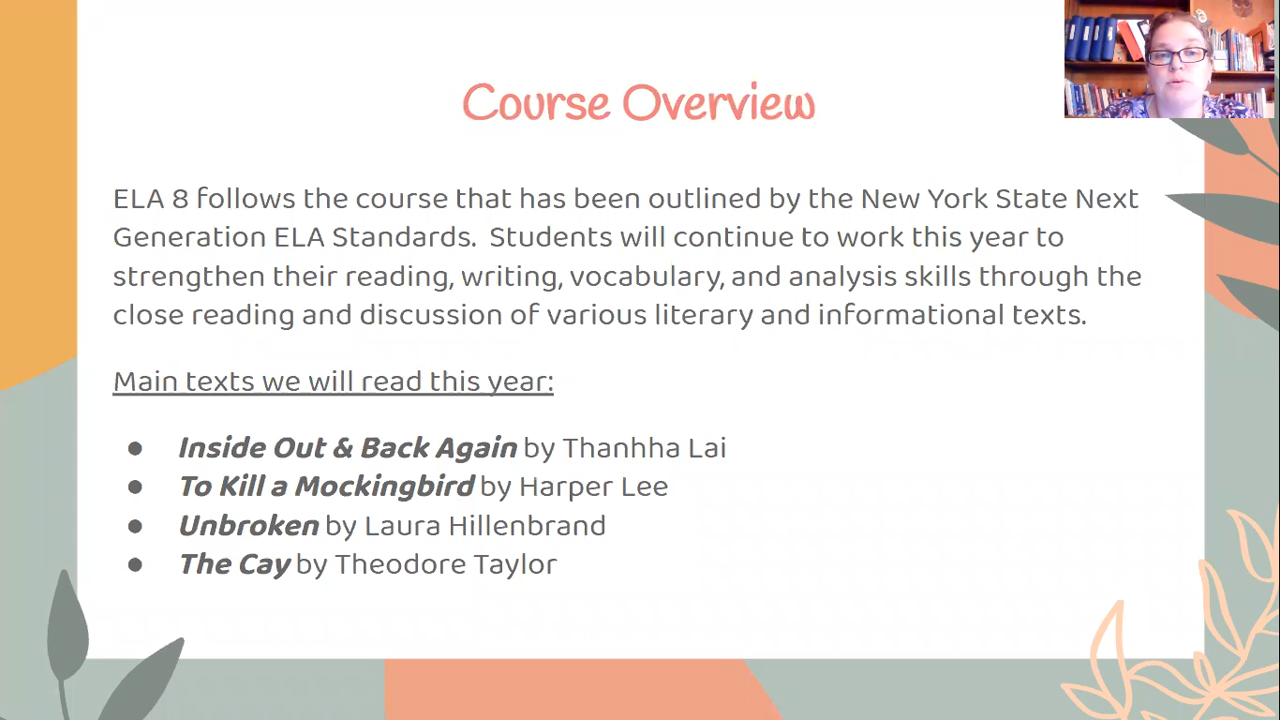 Course Overview
ELA 8 follows the course that has been outlined by the New York State Next
Generation ELA Standards.  Students will continue to work this year to
strengthen their reading, writing, vocabulary, and analysis skills through the
close reading and discussion of various literary and informational texts.
Main texts we will read this year:
● Inside Out & Back Again by Thanhha Lai
● To Kill a Mockingbird by Harper Lee
● Unbroken by Laura Hillenbrand
● The Cay by Theodore Taylor